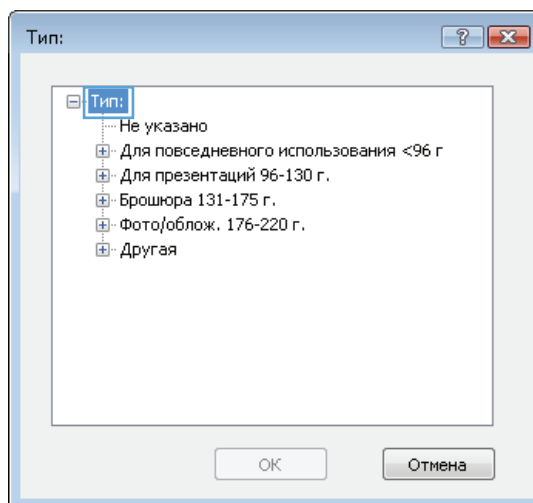 Тип:
Тип:
Не указано
Для повседневного использования <96 г
Для презентаций 96-130 г.
Брошюра 131-175 г.
Фото/облож. 176-220 г.
Другая
ОК
Отмена